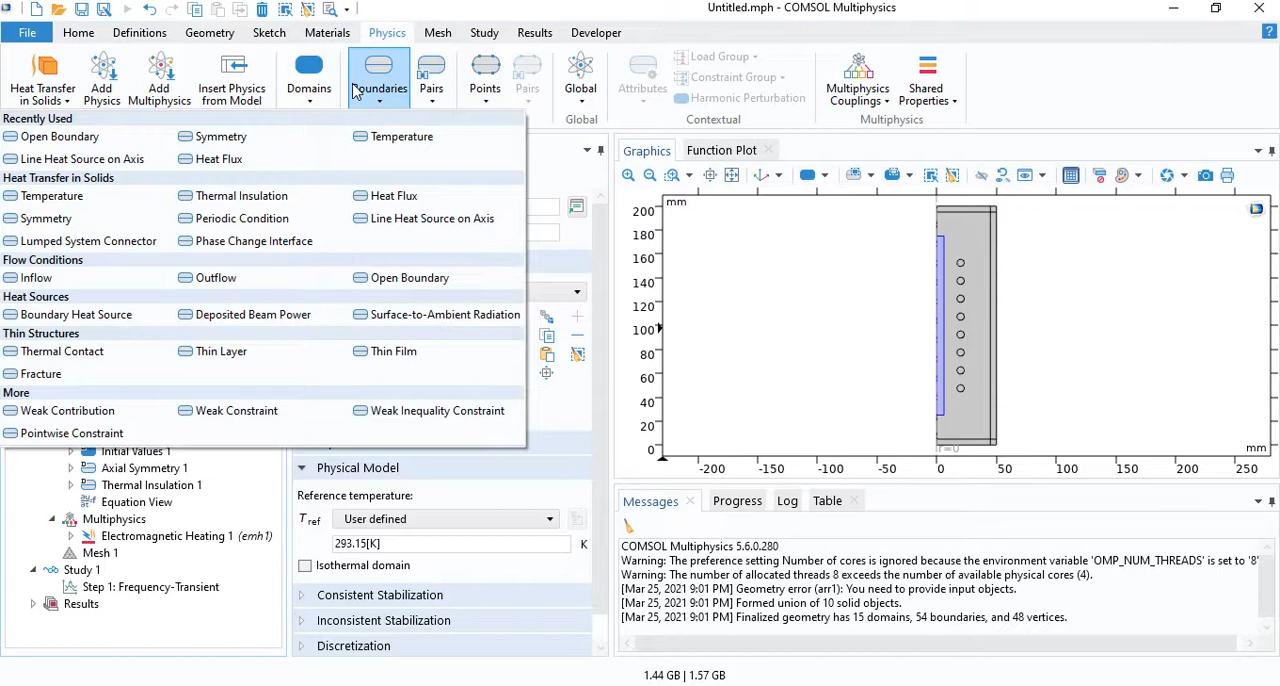 Untitled.mph - COMSOL Multiphysics
File Home Definitions Geometry Sketch Materials Physics Mesh Study Results Developer
Heat Transfer in Solids
Add Physics
Add Multiphysics
Insert Physics from Model
Domains
Boundaries
Pairs
Points
Pairs
Global
Global
Attributes
Load Group
Constraint Group
Harmonic Perturbation
Contextual
Multiphysics Couplings
Shared Properties
Multiphysics
Recently Used
Open Boundary Symmetry Temperature
Line Heat Source on Axis Heat Flux
Heat Transfer in Solids
Temperature Thermal Insulation Heat Flux
Symmetry Periodic Condition Line Heat Source on Axis
Lumped System Connector Phase Change Interface
Flow Conditions
Inflow Outflow Open Boundary
Heat Sources
Boundary Heat Source Deposited Beam Power Surface-to-Ambient Radiation
Thin Structures
Thermal Contact Thin Layer Thin Film
Fracture
More
Weak Contribution Weak Constraint Weak Inequality Constraint
Pointwise Constraint
Initial Values 1
Axial Symmetry 1
Thermal Insulation 1
Equation View
Multiphysics
Electromagnetic Heating 1 (emh1)
Mesh 1
Study 1
Step 1: Frequency-Transient
Results
Physical Model
Reference temperature:
Tref User defined
293.15[K] K
Isothermal domain
Consistent Stabilization
Inconsistent Stabilization
Discretization
Graphics Function Plot
mm
200
180
160
140
120
100
80
60
40
20
0
r=0
mm
-200 -150 -100 -50 0 50 100 150 200 250
Messages Progress Log Table
COMSOL Multiphysics 5.6.0.280
Warning: The preference setting Number of cores is ignored because the environment variable 'OMP_NUM_THREADS' is set to '8'
Warning: The number of allocated threads 8 exceeds the number of available physical cores (4).
[Mar 25, 2021 9:01 PM] Geometry error (arr1): You need to provide input objects.
[Mar 25, 2021 9:01 PM] Formed union of 10 solid objects.
[Mar 25, 2021 9:01 PM] Finalized geometry has 15 domains, 54 boundaries, and 48 vertices.
1.44 GB | 1.57 GB